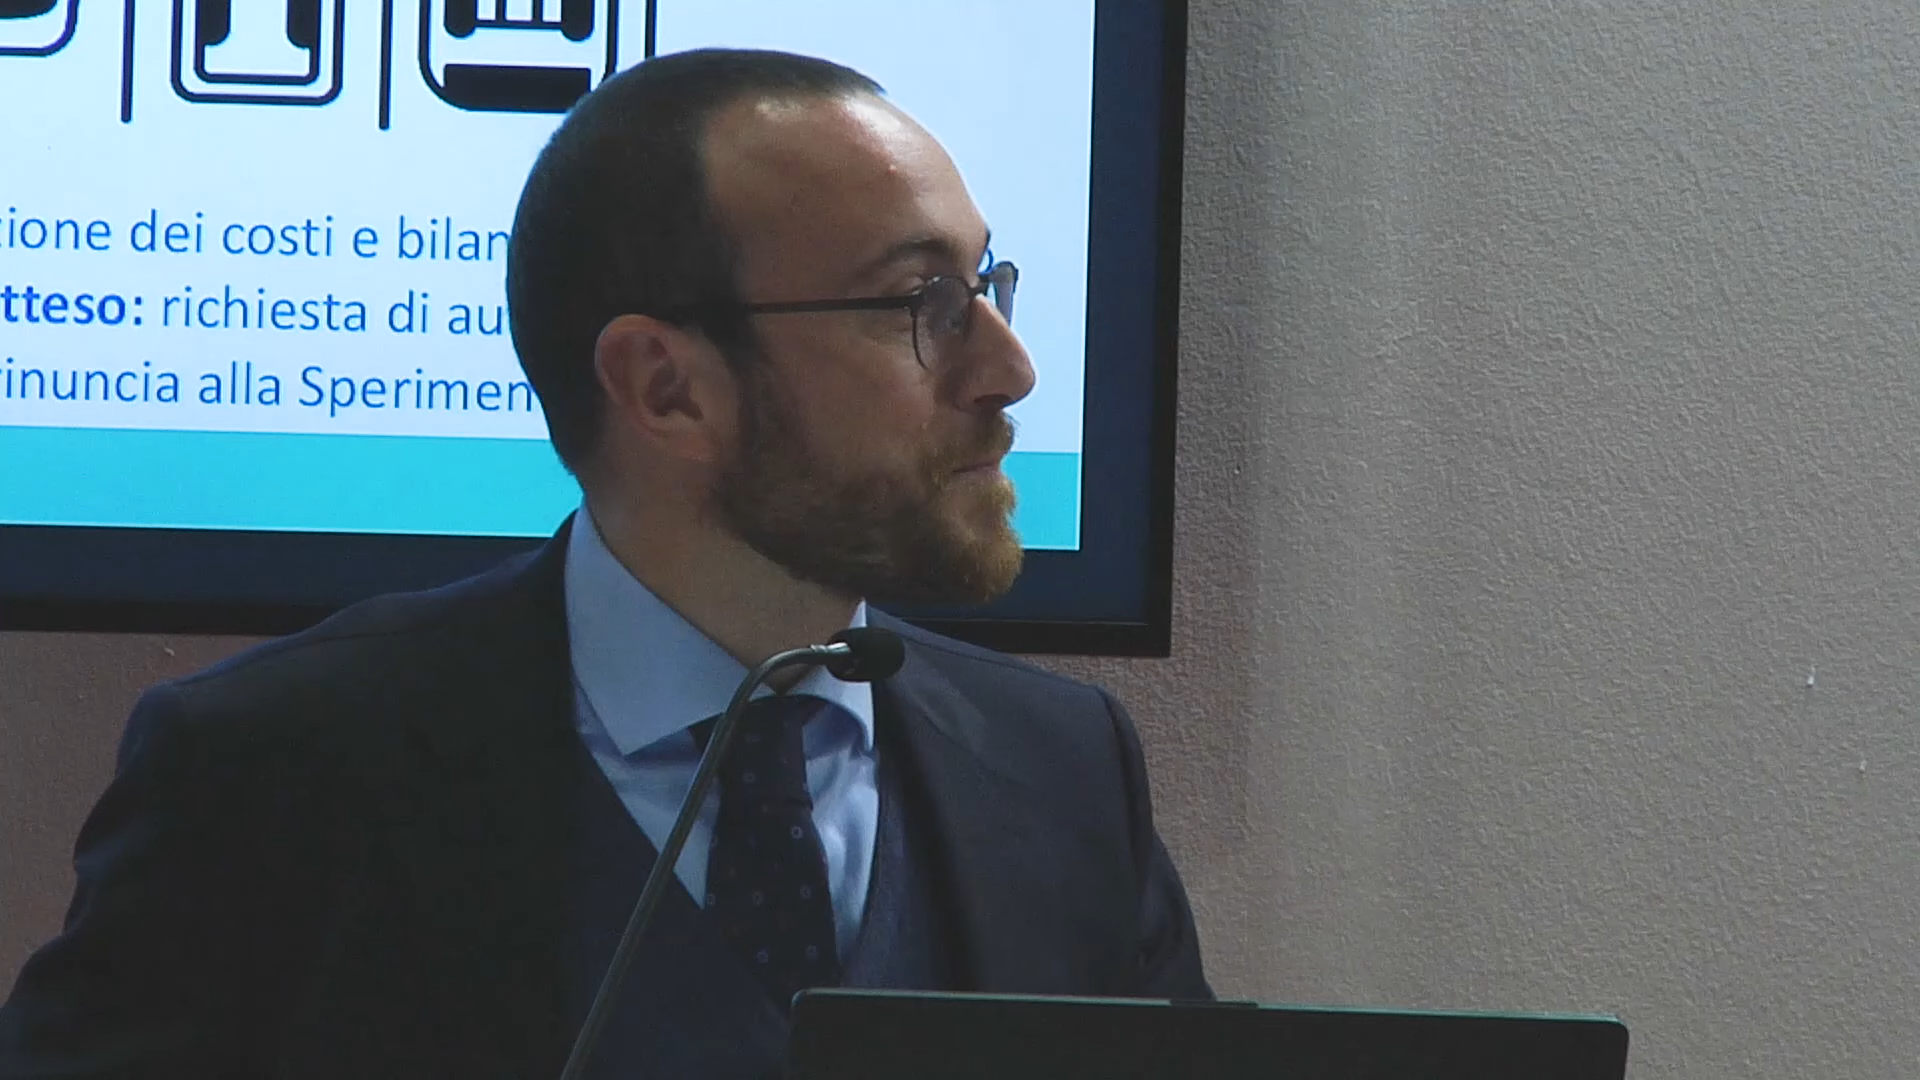 zione dei costi e bilan
tteso: richiesta di au
rinuncia alla Sperimen